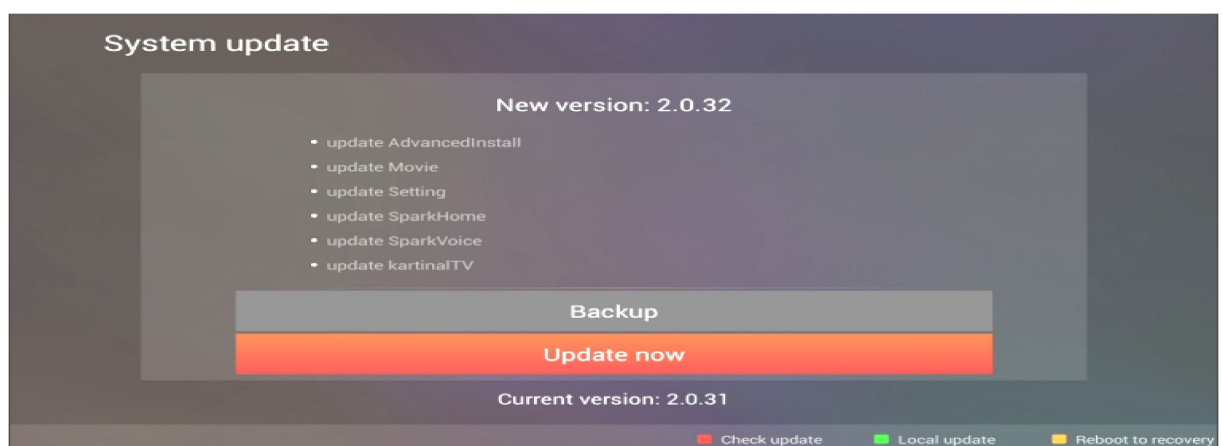 System update
New version: 2.0.32
• update AdvancedInstall
• update Movie
• update Setting
• update SparkHome
• update SparkVoice
• update kartinalTV
Backup
Update now
Current version: 2.0.31
Check update Local update Reboot to recovery